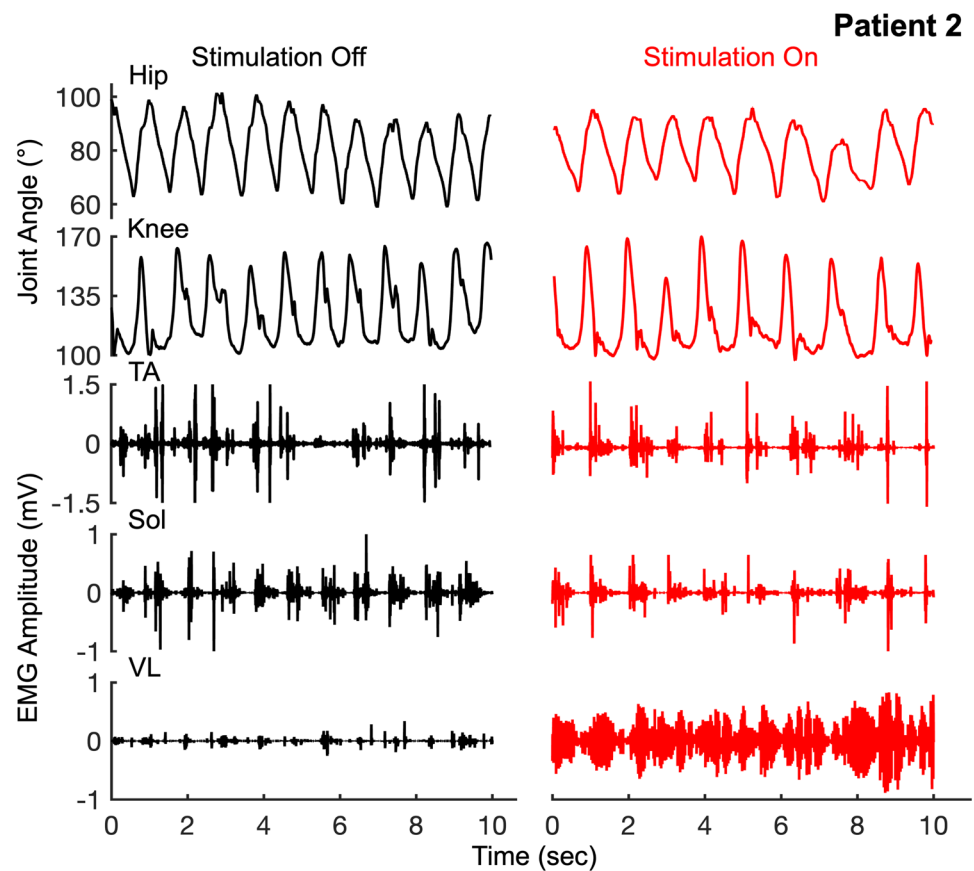 Patient 2
Stimulation Off
Stimulation On
Joint Angle (°)
Hip
100
80
60
Knee
170
135
100
EMG Amplitude (mV)
TA
1.5
0
-1.5
Sol
1
0
-1
VL
1
0
-1
0 2 4 6 8 10
0 2 4 6 8 10
Time (sec)